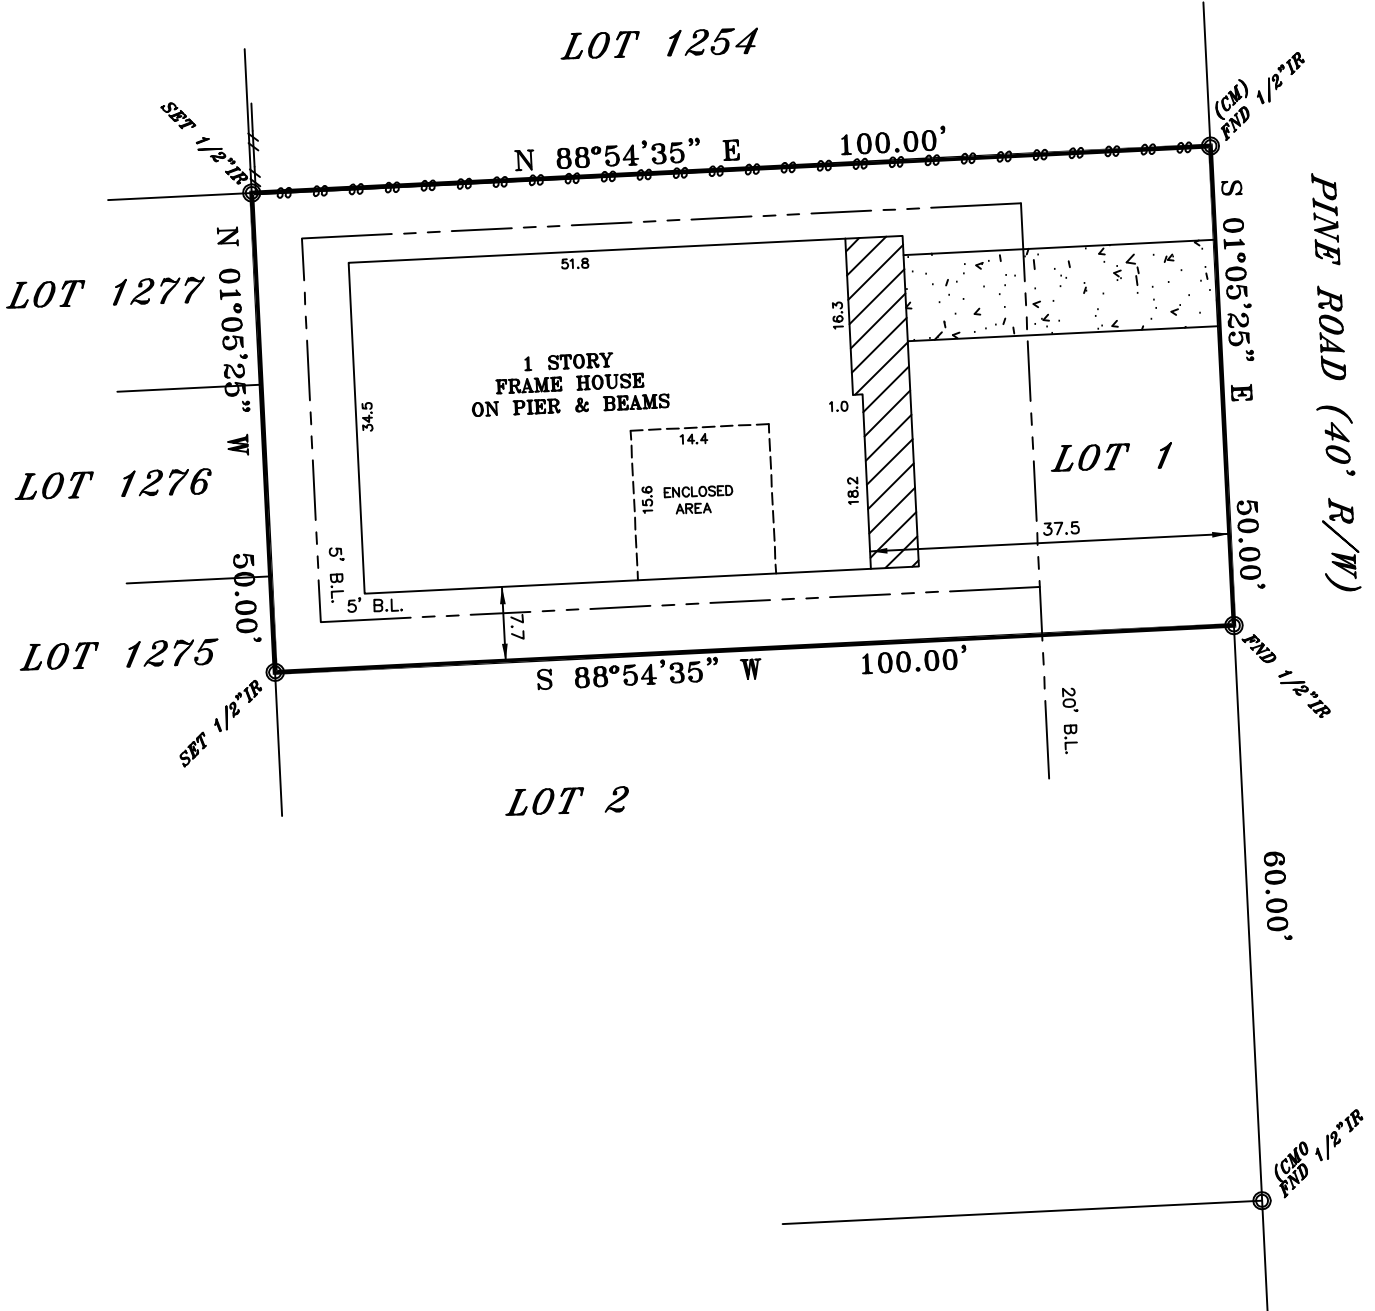 LOT 1254
SET 1/2"IR
(CM)
FND 1/2"IR
N 88°54'35" E 100.00'
S 01°05'25" E 50.00'
PINE ROAD (40' R/W)
N 01°05'25" W 50.00'
LOT 1277
LOT 1276
LOT 1275
51.8
16.3
34.5
1 STORY
FRAME HOUSE
ON PIER & BEAMS
1.0
14.4
15.6
ENCLOSED
AREA
18.2
LOT 1
37.5
5' B.L.
5' B.L.
7.7
S 88°54'35" W 100.00'
SET 1/2"IR
FND 1/2"IR
20' B.L.
LOT 2
60.00'
(CMO
FND 1/2"IR